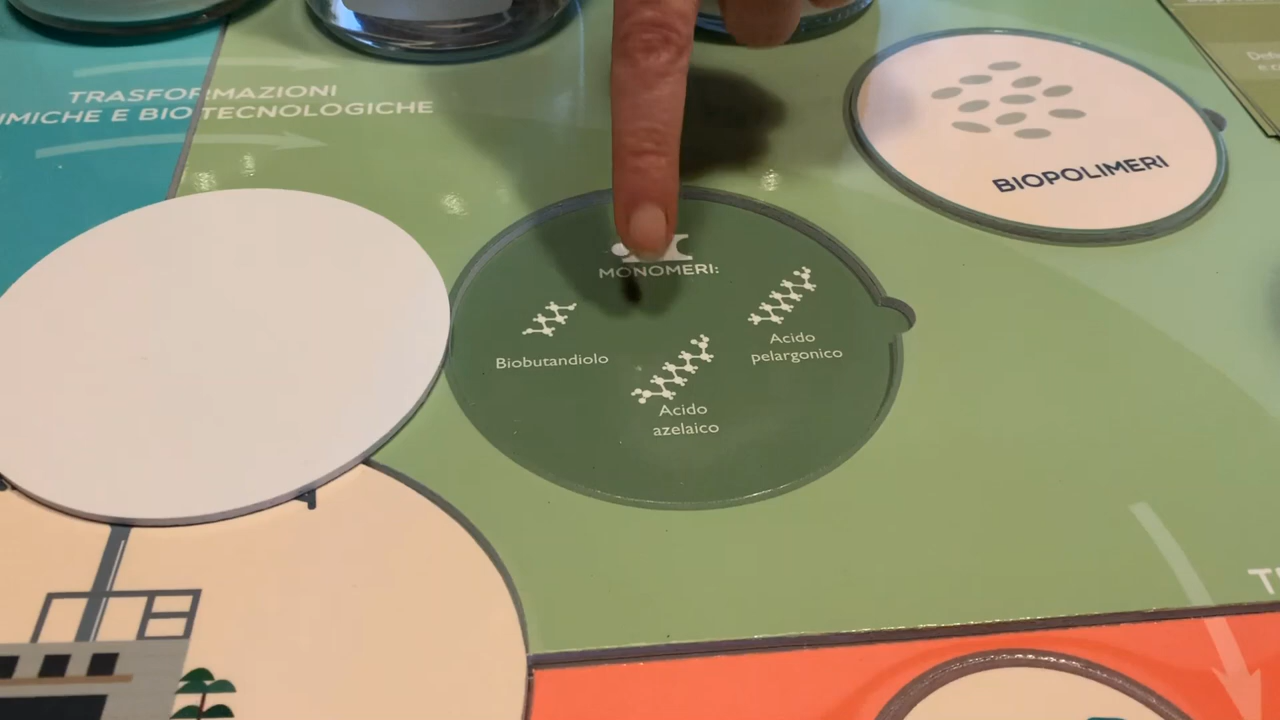 TRASFORMAZIONI
IMICHE E BIOTECNOLOGICHE
BIOPOLIMERI
MONOMERI:
Biobutandiolo
Acido
pelargonico
Acido
azelaico